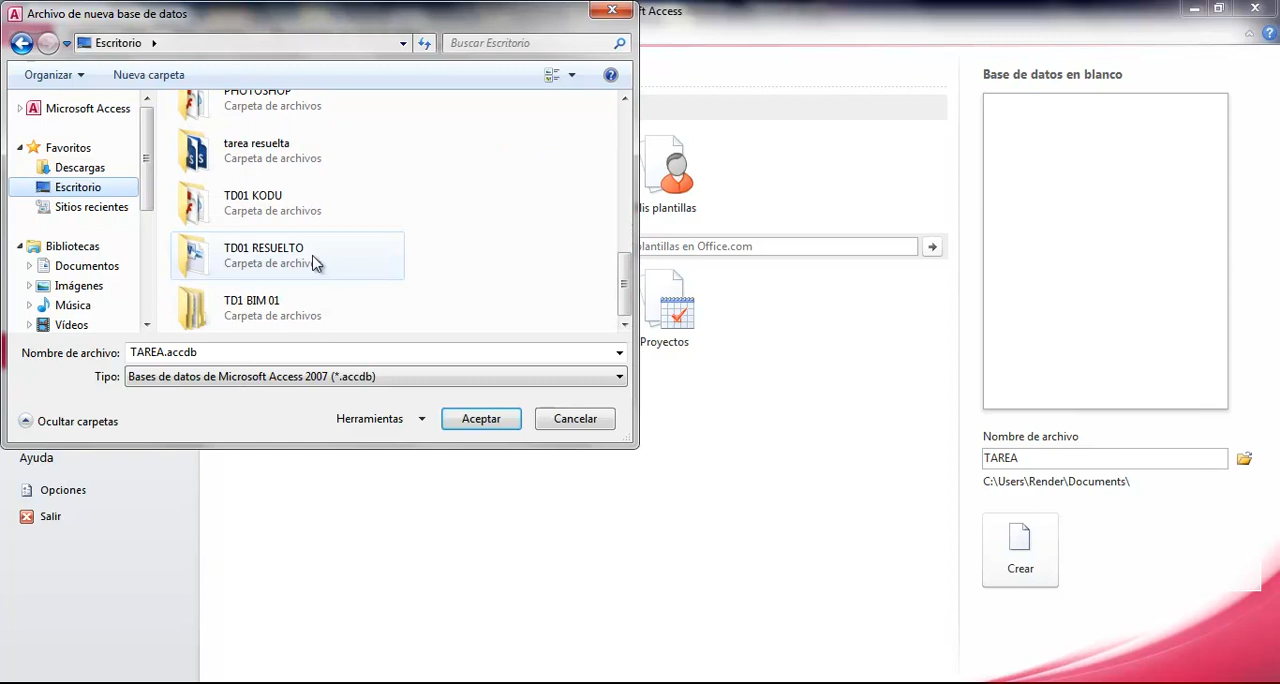 Archivo de nueva base de datos
ft Access
Escritorio
Buscar Escritorio
Organizar
Nueva carpeta
Microsoft Access
Favoritos
Descargas
Escritorio
Sitios recientes
Bibliotecas
Documentos
Imágenes
Música
Vídeos
PHOTOSHOP
Carpeta de archivos
tarea resuelta
Carpeta de archivos
TD01 KODU
Carpeta de archivos
TD01 RESUELTO
Carpeta de archivos
TD1 BIM 01
Carpeta de archivos
Nombre de archivo: TAREA.accdb
Tipo: Bases de datos de Microsoft Access 2007 (*.accdb)
Ocultar carpetas
Herramientas
Aceptar
Cancelar
Ayuda
Opciones
Salir
lis plantillas
plantillas en Office.com
Proyectos
Base de datos en blanco
Nombre de archivo
TAREA
C:\Users\Render\Documents\
Crear